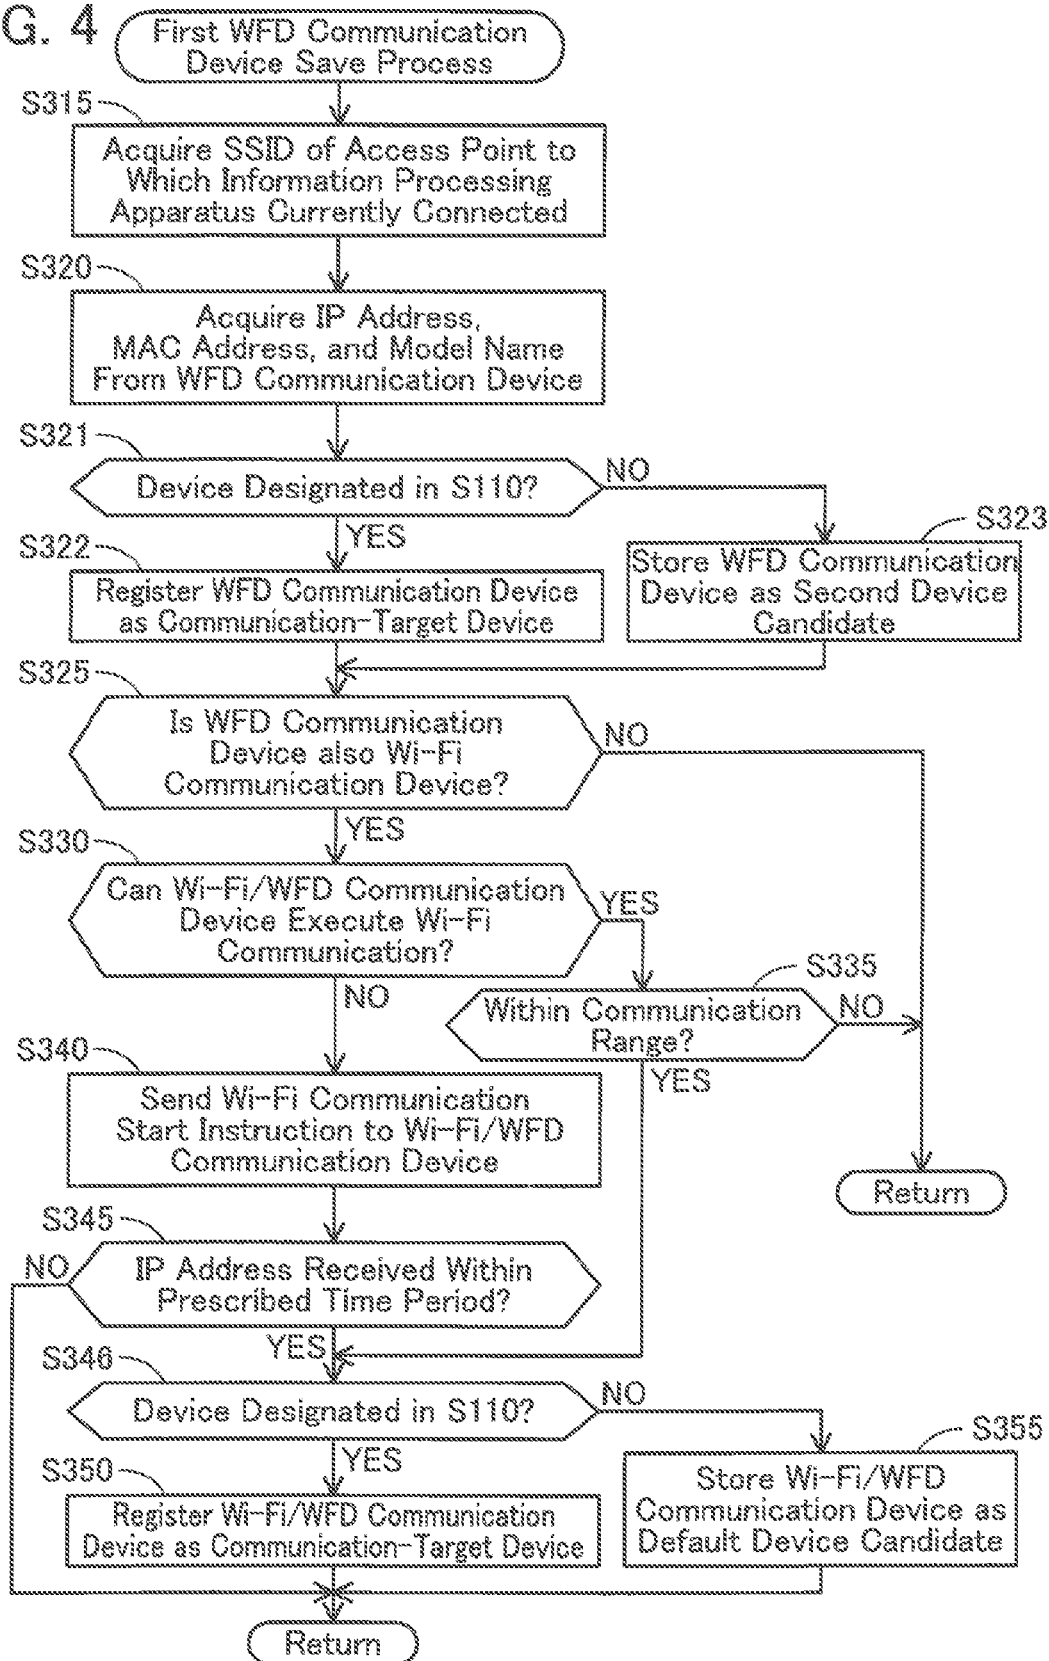 G. 4
First WFD Communication
Device Save Process
S315
Acquire SSID of Access Point to
Which Information Processing
Apparatus Currently Connected
S320
Acquire IP Address,
MAC Address, and Model Name
From WFD Communication Device
S321
Device Designated in S110?
NO
YES
S322
Register WFD Communication Device
as Communication-Target Device
S323
Store WFD Communication
Device as Second Device
Candidate
S325
Is WFD Communication
Device also Wi-Fi
Communication Device?
NO
YES
S330
Can Wi-Fi/WFD Communication
Device Execute Wi-Fi
Communication?
YES
NO
S335
Within Communication
Range?
NO
YES
S340
Send Wi-Fi Communication
Start Instruction to Wi-Fi/WFD
Communication Device
Return
S345
NO
IP Address Received Within
Prescribed Time Period?
YES
S346
Device Designated in S110?
NO
YES
S350
Register Wi-Fi/WFD Communication
Device as Communication-Target Device
S355
Store Wi-Fi/WFD
Communication Device as
Default Device Candidate
Return